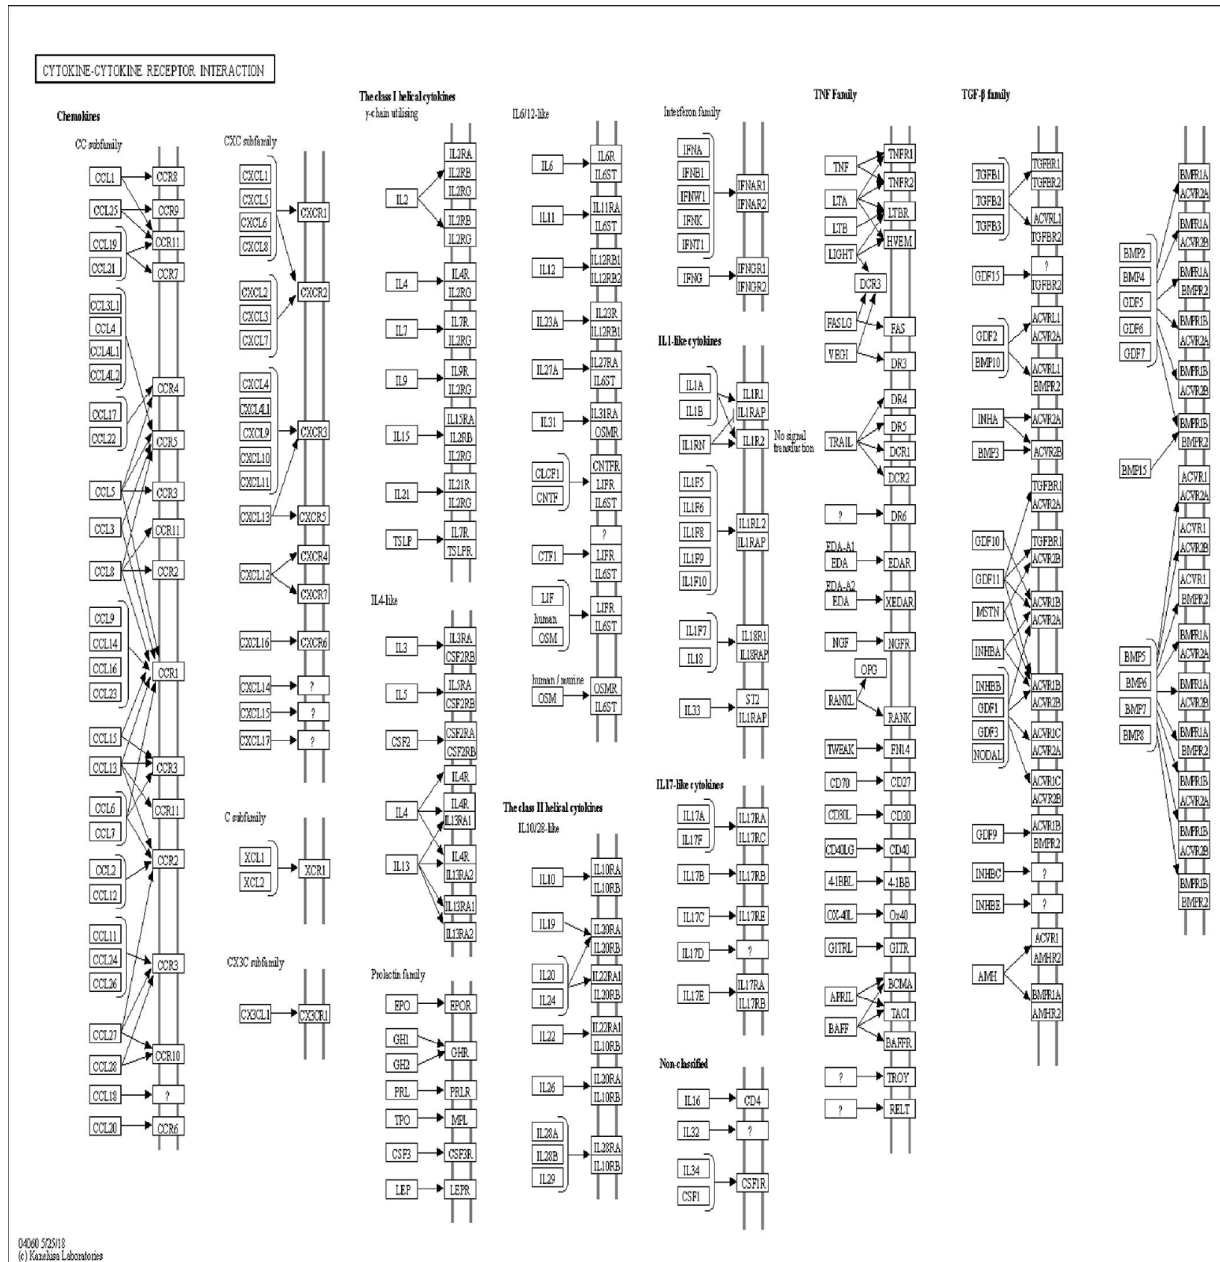 CYTOKINE-CYTOKINE RECEPTOR INTERACTION
Chemokines
CC subfamily
CCL1
CCR8
CCL25
CCR9
CCL19
CCR11
CCL21
CCR7
CCL3L1
CCL4
CCL4L1
CCL4L2
CCR4
CCL17
CCL22
CCR5
CCL5
CCR3
CCL3
CCR11
CCL8
CCR2
CCL9
CCL14
CCL16
CCL23
CCR1
CCL15
CCL13
CCR3
CCL6
CCR11
CCL7
CCR2
CCL2
CCL12
CCL11
CCL24
CCL26
CCR3
CCL27
CCL28
CCR10
CCL18
?
CCL20
CCR6
CXC subfamily
CXCL1
CXCL5
CXCL6
CXCL8
CXCR1
CXCL2
CXCL3
CXCL7
CXCR2
CXCL4
CXCL4L1
CXCL9
CXCL10
CXCL11
CXCR3
CXCL13
CXCR5
CXCL12
CXCR4
CXCR7
CXCL16
CXCR6
CXCL14
?
CXCL15
?
CXCL17
?
C subfamily
XCL1
XCL2
XCR1
CX3C subfamily
CX3CL1
CX3CR1
The class I helical cytokines
γ-chain utilising
IL2
IL2RA
IL2RB
IL2RG
IL2RB
IL2RG
IL4
IL4R
IL2RG
IL7
IL7R
IL2RG
IL9
IL9R
IL2RG
IL15
IL15RA
IL2RB
IL2RG
IL21
IL21R
IL2RG
TSLP
IL7R
TSLPR
IL4-like
IL3
IL3RA
CSF2RB
IL5
IL5RA
CSF2RB
CSF2
CSF2RA
CSF2RB
IL4
IL4R
IL4R
IL13RA1
IL13
IL4R
IL13RA2
IL13RA1
IL13RA2
Prolactin family
EPO
EPOR
GH1
GH2
GHR
PRL
PRLR
TPO
MPL
CSF3
CSF3R
LEP
LEPR
IL6/12-like
IL6
IL6R
IL6ST
IL11
IL11RA
IL6ST
IL12
IL12RB1
IL12RB2
IL23A
IL23R
IL12RB1
IL27A
IL27RA
IL6ST
IL31
IL31RA
OSMR
CLCF1
CNTF
CNTFR
LIFR
IL6ST
CTF1
?
LIFR
IL6ST
LIF
human
OSM
LIFR
IL6ST
human / murine
OSM
OSMR
IL6ST
The class II helical cytokines
IL10/28-like
IL10
IL10RA
IL10RB
IL19
IL20RA
IL20RB
IL20
IL24
IL22RA1
IL20RB
IL22
IL22RA1
IL10RB
IL26
IL20RA
IL10RB
IL28A
IL28B
IL29
IL28RA
IL10RB
Interferon family
IFNA
IFNB1
IFNW1
IFNK
IFNT1
IFNAR1
IFNAR2
IFNG
IFNGR1
IFNGR2
IL1-like cytokines
IL1A
IL1B
IL1RN
IL1R1
IL1RAP
IL1R2
No signal
transduction
IL1F5
IL1F6
IL1F8
IL1F9
IL1F10
IL1RL2
IL1RAP
IL1F7
IL18
IL18R1
IL18RAP
IL33
ST2
IL1RAP
IL17-like cytokines
IL17A
IL17F
IL17RA
IL17RC
IL17B
IL17RB
IL17C
IL17RE
IL17D
?
IL17E
IL17RA
IL17RB
Non-classified
IL16
CD4
IL32
?
IL34
CSF1
CSF1R
TNF Family
TNF
TNFR1
TNFR2
LTA
LTBR
LTB
HVEM
LIGHT
DCR3
FASLG
FAS
VEGI
DR3
TRAIL
DR4
DR5
DCR1
DCR2
?
DR6
EDA-A1
EDA
EDAR
EDA-A2
EDA
XEDAR
NGF
NGFR
OPG
RANKL
RANK
TWEAK
FN14
CD70
CD27
CD30L
CD30
CD40LG
CD40
4-1BBL
4-1BB
OX-40L
Ox40
GITRL
GITR
APRIL
BCMA
TACI
BAFF
BAFFR
?
TROY
?
RELT
TGF-β family
TGFB1
TGFB2
TGFB3
TGFBR1
TGFBR2
ACVRL1
TGFBR2
GDF15
?
TGFBR2
GDF2
BMP10
ACVRL1
ACVR2A
ACVRL1
BMPR2
INHA
ACVR2A
BMP3
ACVR2B
TGFBR1
ACVR2A
GDF10
TGFBR1
ACVR2B
GDF11
MSTN
ACVR1B
ACVR2A
INHBA
INHBB
GDF1
GDF3
NODAL
ACVR1B
ACVR2B
ACVR1C
ACVR2A
ACVR1C
ACVR2B
GDF9
ACVR1B
BMPR2
INHBC
?
INHBE
?
AMH
ACVR1
AMHR2
BMPR1A
AMHR2
BMP2
BMP4
GDF5
GDF6
GDF7
BMPR1A
ACVR2A
BMPR1A
ACVR2B
BMPR1A
BMPR2
BMPR1B
ACVR2A
BMPR1B
ACVR2B
BMPR1B
BMPR2
BMP15
ACVR1
ACVR2A
ACVR1
ACVR2B
ACVR1
BMPR2
BMP5
BMP6
BMP7
BMP8
BMPR1A
ACVR2A
BMPR1A
ACVR2B
BMPR1A
BMPR2
BMPR1B
ACVR2A
BMPR1B
ACVR2B
BMPR1B
BMPR2
04060 5/25/18
(c) Kanehisa Laboratories